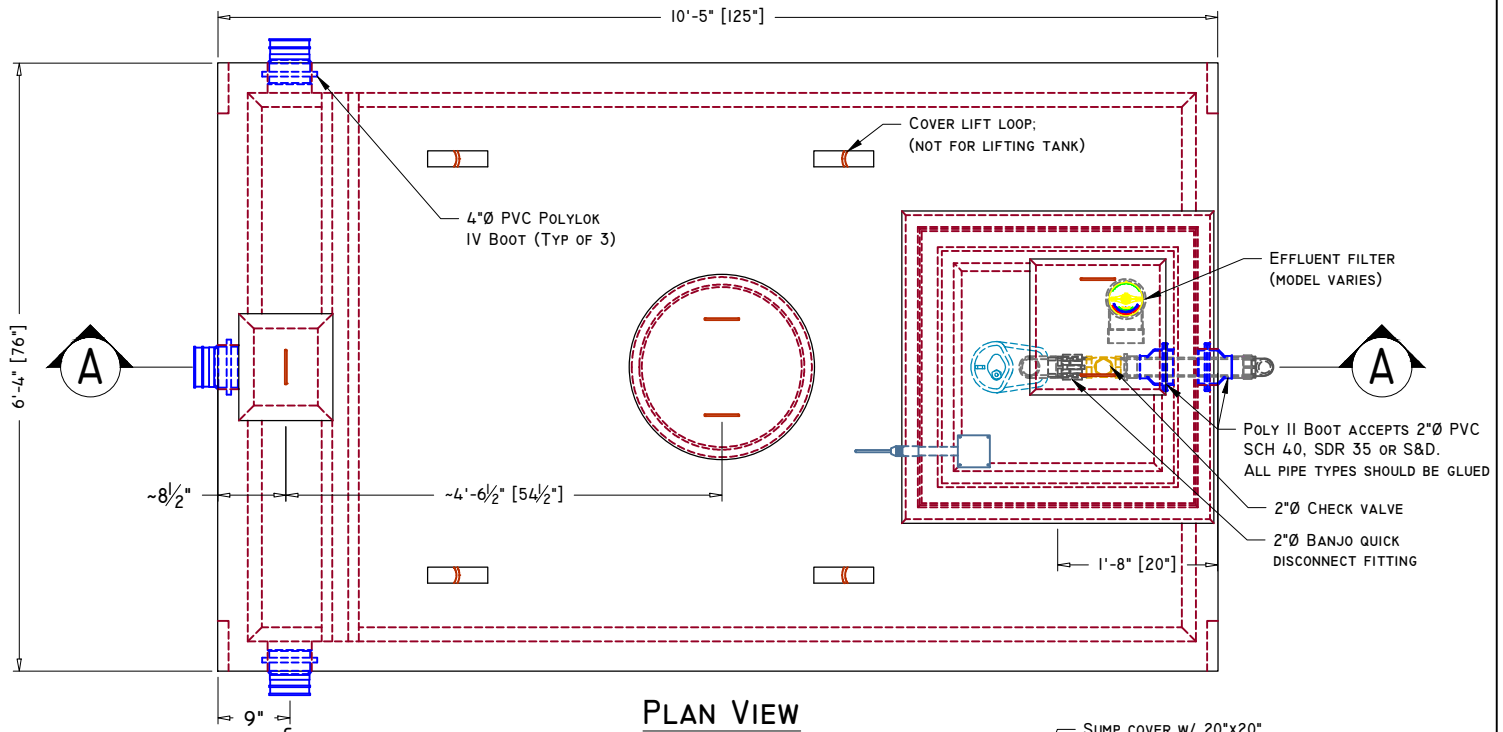 10'-5" [125"]
6'-4" [76"]
COVER LIFT LOOP;
(NOT FOR LIFTING TANK)
4"Ø PVC POLYLOK
IV BOOT (TYP OF 3)
EFFLUENT FILTER
(MODEL VARIES)
A
A
POLY II BOOT ACCEPTS 2"Ø PVC
SCH 40, SDR 35 OR S&D.
ALL PIPE TYPES SHOULD BE GLUED
~8½"
~4'-6½" [54½"]
2"Ø CHECK VALVE
2"Ø BANJO QUICK
DISCONNECT FITTING
1'-8" [20"]
9"
PLAN VIEW
SUMP COVER W/ 20"X20"